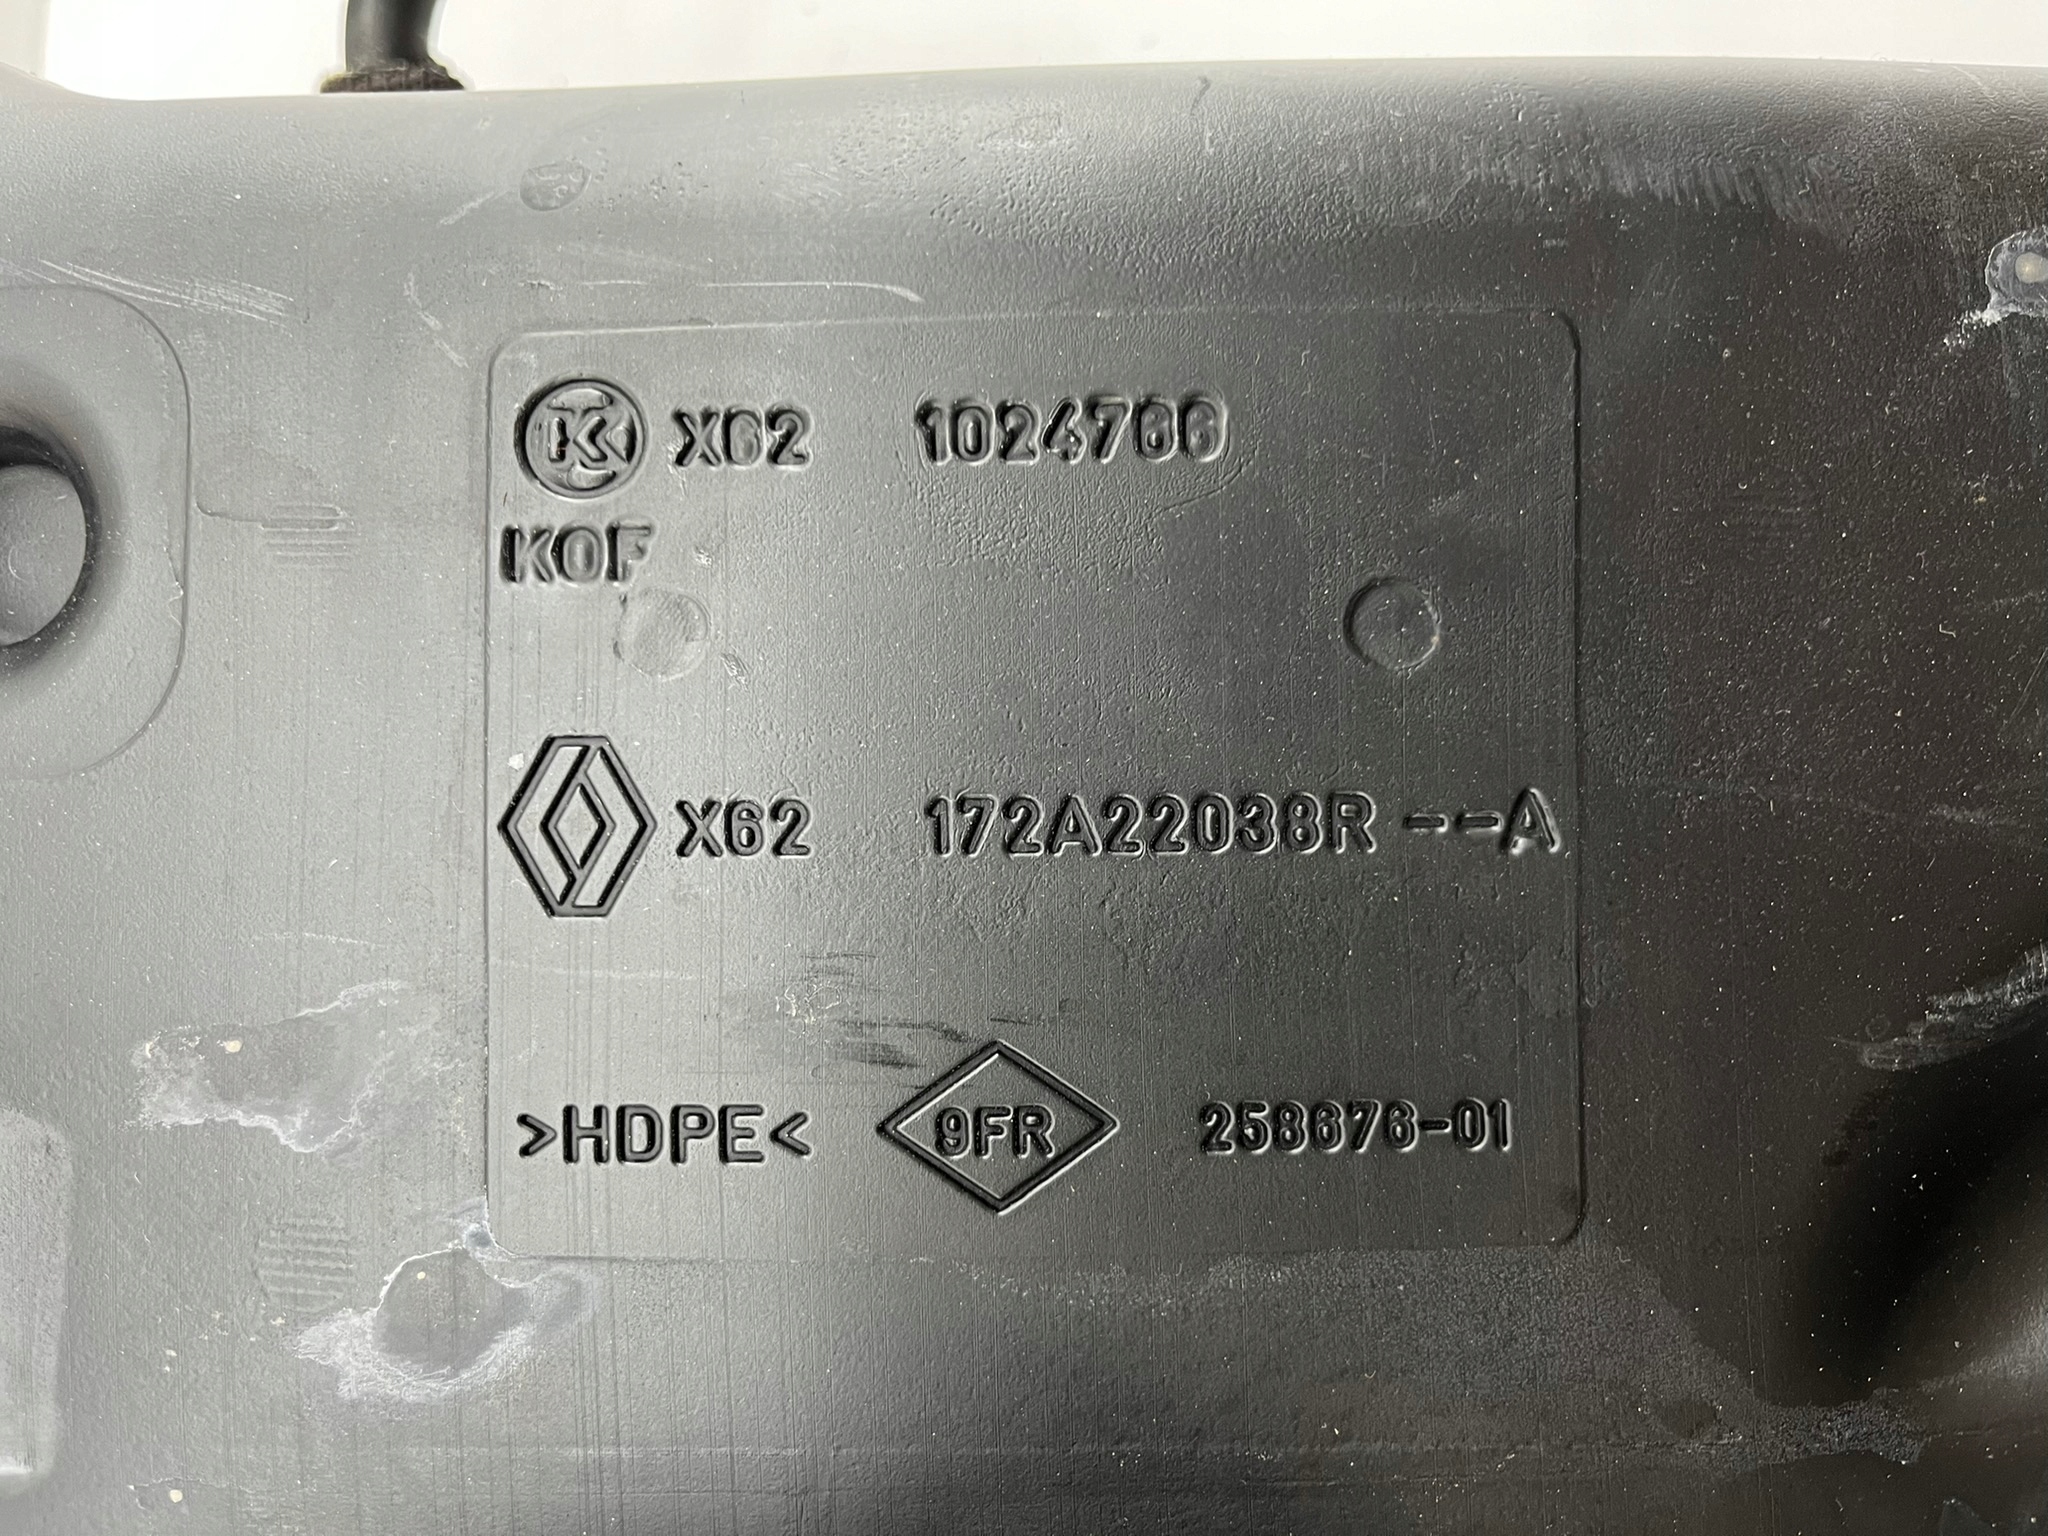 K X62 1024766
KOF
X62 172A22038R--A
>HDPE< 9FR 258676-01